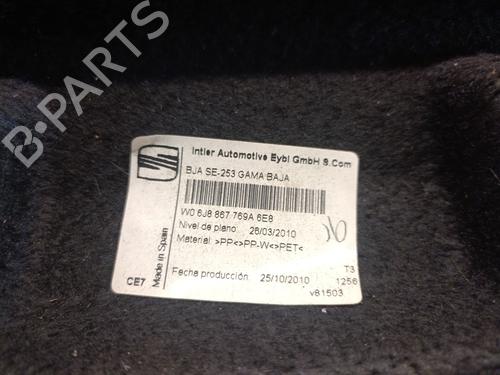 B-PARTS
Intier Automotive Eybl GmbH S.Com
BJA SE-253 GAMA BAJA
W0 6J8 867 769A 6E8
Nivel de plano: 26/03/2010
Material: >PP<>PP-W<>PET<
Fecha producción: 25/10/2010
T3
1256
v81503
CE7
Made in Spain